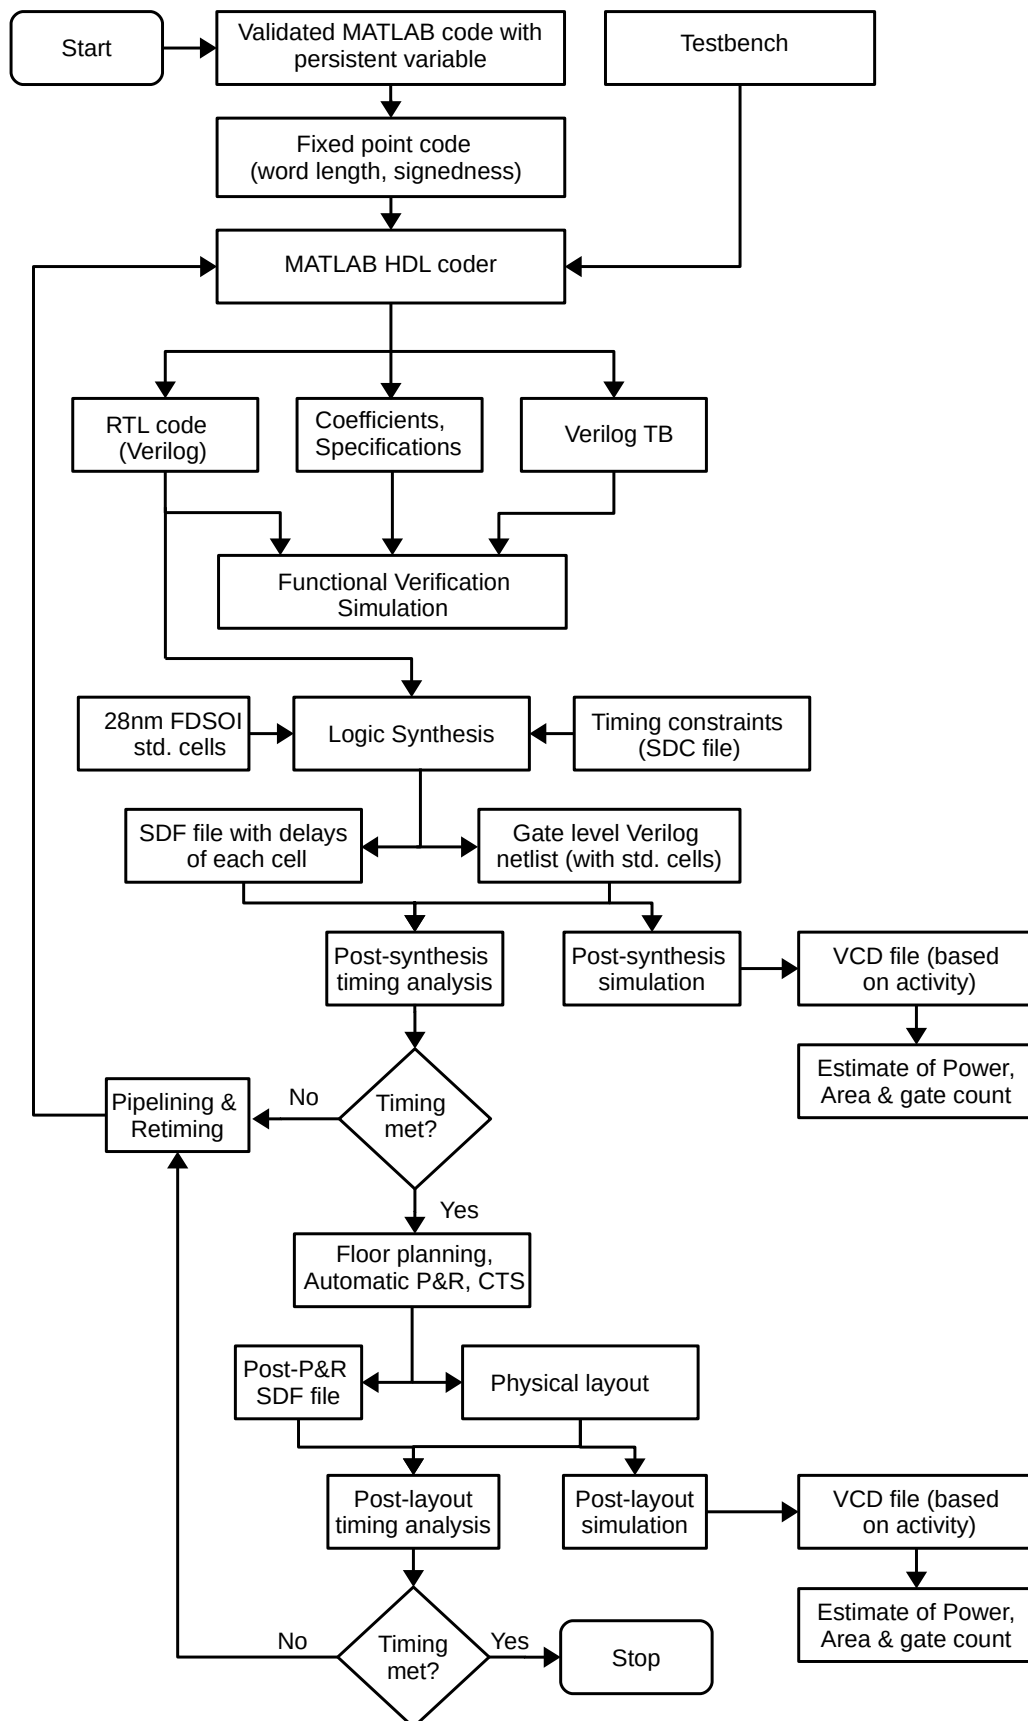 Start
Validated MATLAB code with
persistent variable
Testbench
Fixed point code
(word length, signedness)
MATLAB HDL coder
RTL code
(Verilog)
Coefficients,
Specifications
Verilog TB
Functional Verification
Simulation
28nm FDSOI
std. cells
Logic Synthesis
Timing constraints
(SDC file)
SDF file with delays
of each cell
Gate level Verilog
netlist (with std. cells)
Post-synthesis
timing analysis
Post-synthesis
simulation
VCD file (based
on activity)
Estimate of Power,
Area & gate count
Pipelining &
Retiming
No
Timing
met?
Yes
Floor planning,
Automatic P&R, CTS
Post-P&R
SDF file
Physical layout
Post-layout
timing analysis
Post-layout
simulation
VCD file (based
on activity)
Estimate of Power,
Area & gate count
No
Timing
met?
Yes
Stop